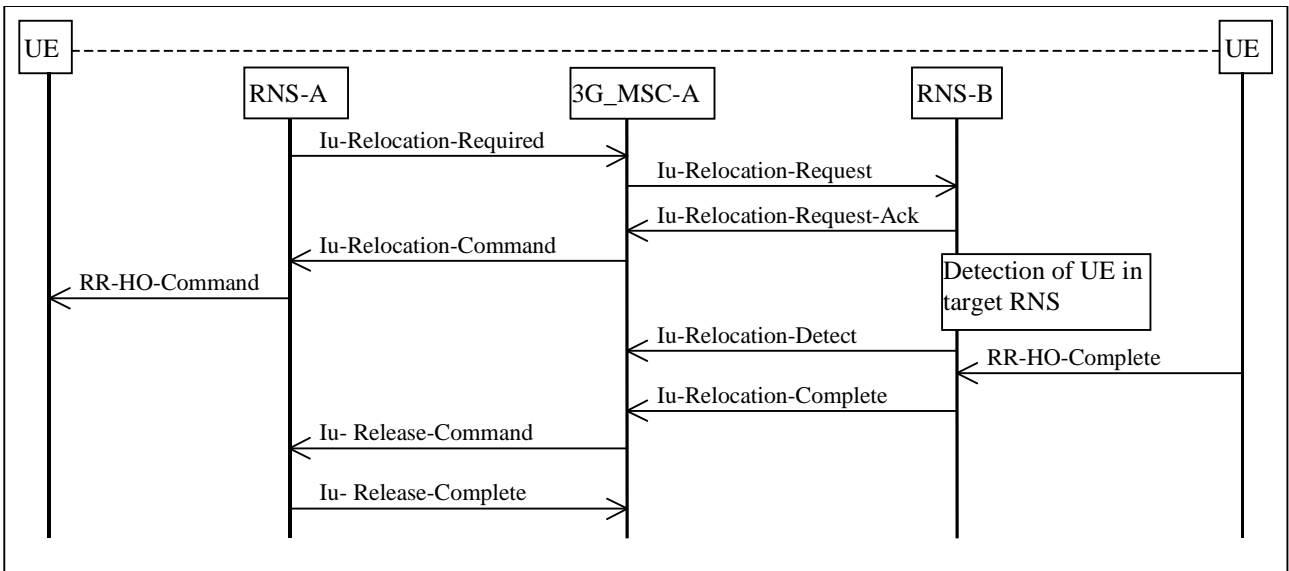 UE
UE
RNS-A
3G_MSC-A
RNS-B
Iu-Relocation-Required
Iu-Relocation-Request
Iu-Relocation-Request-Ack
Iu-Relocation-Command
Detection of UE in
target RNS
RR-HO-Command
Iu-Relocation-Detect
RR-HO-Complete
Iu-Relocation-Complete
Iu- Release-Command
Iu- Release-Complete